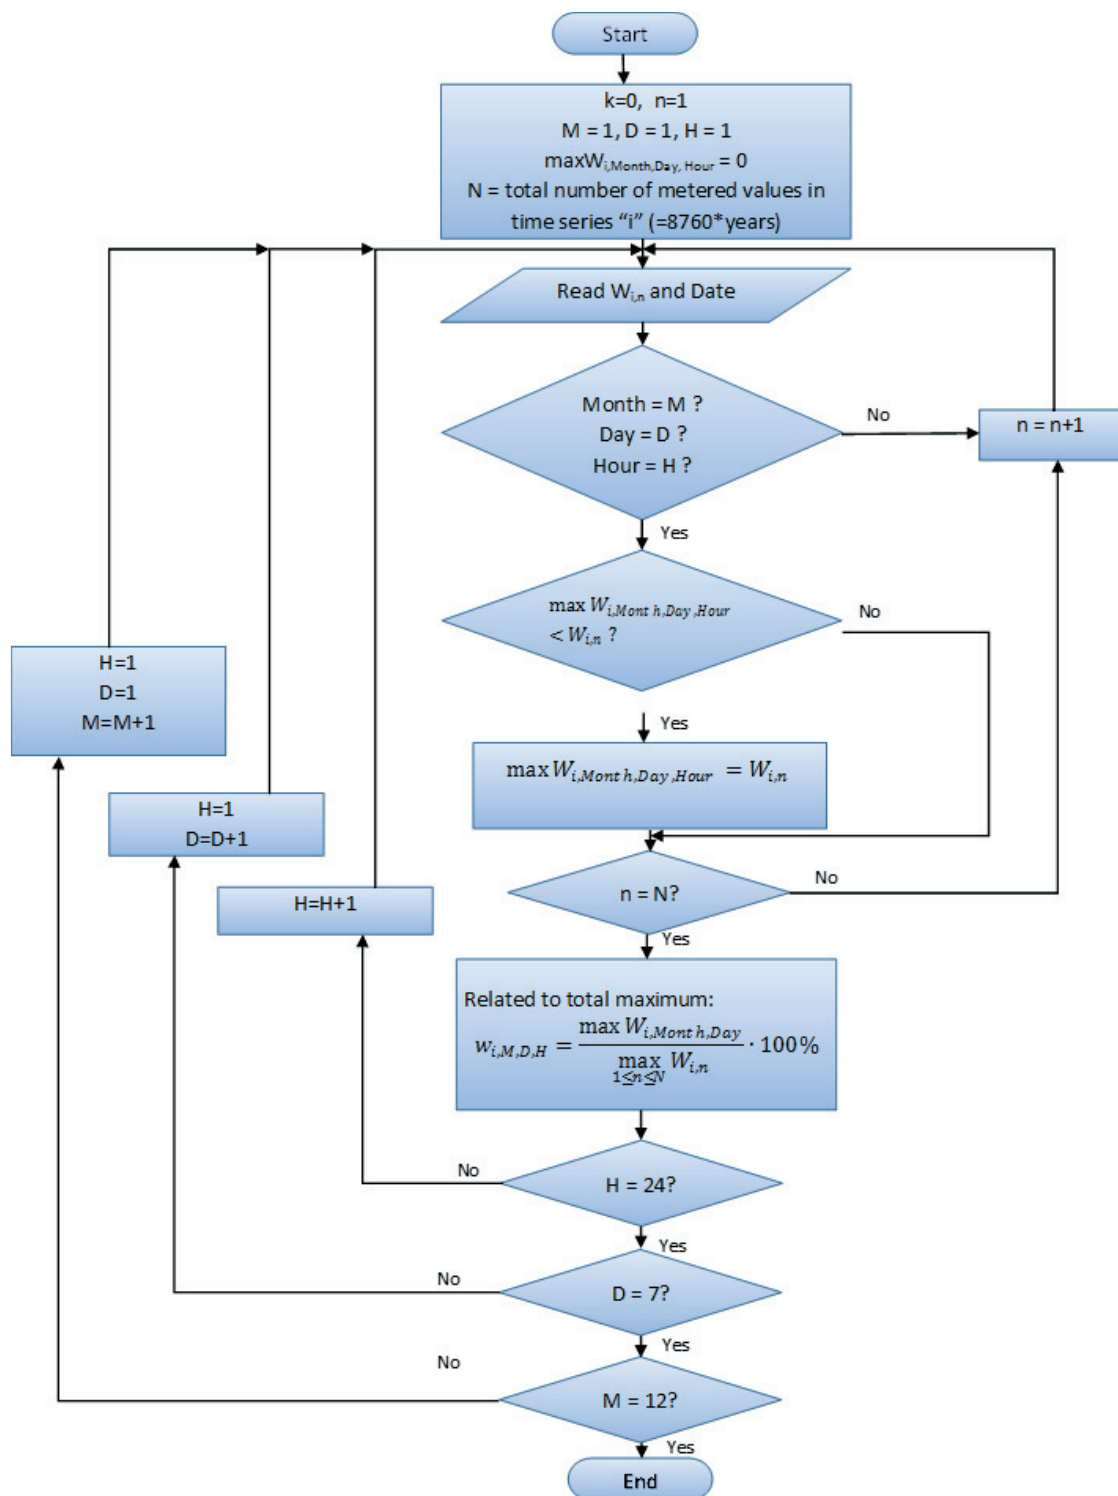 Start
k=0, n=1
M = 1, D = 1, H = 1
maxW_{i,Month,Day, Hour} = 0
N = total number of metered values in
time series “i” (=8760*years)
Read W_{i,n} and Date
Month = M ?
Day = D ?
Hour = H ?
No
n = n+1
Yes
max W_{i,Mont h,Day,Hour}
< W_{i,n} ?
No
H=1
D=1
M=M+1
Yes
max W_{i,Mont h,Day,Hour} = W_{i,n}
H=1
D=D+1
n = N?
No
H=H+1
Yes
Related to total maximum:
w_{i,M,D,H} = \frac{max W_{i,Mont h,Day}}{max_{1≤n≤N} W_{i,n}} · 100%
No
H = 24?
Yes
No
D = 7?
Yes
No
M = 12?
Yes
End